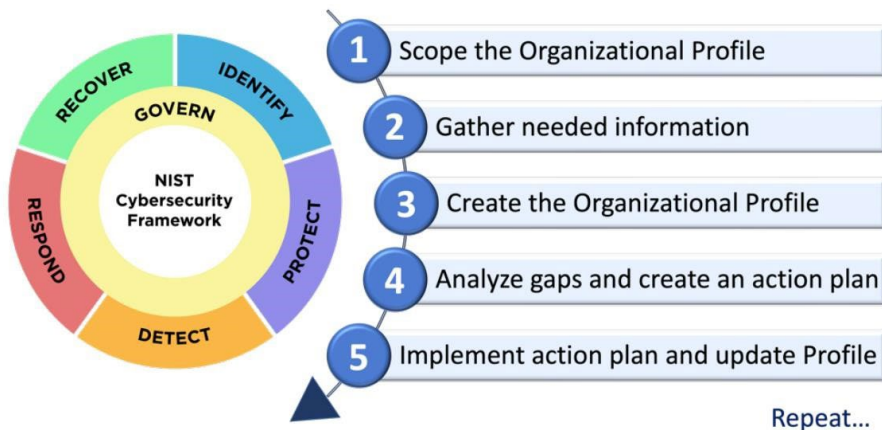 RECOVER
IDENTIFY
GOVERN
NIST
Cybersecurity
Framework
RESPOND
PROTECT
DETECT
1 Scope the Organizational Profile
2 Gather needed information
3 Create the Organizational Profile
4 Analyze gaps and create an action plan
5 Implement action plan and update Profile
Repeat...